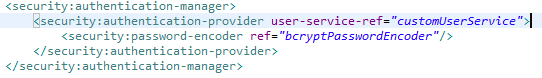 <security:authentication-manager>
<security:authentication-provider user-service-ref="customUserService">
<security:password-encoder ref="bcryptPasswordEncoder"/>
</security:authentication-provider>
</security:authentication-manager>